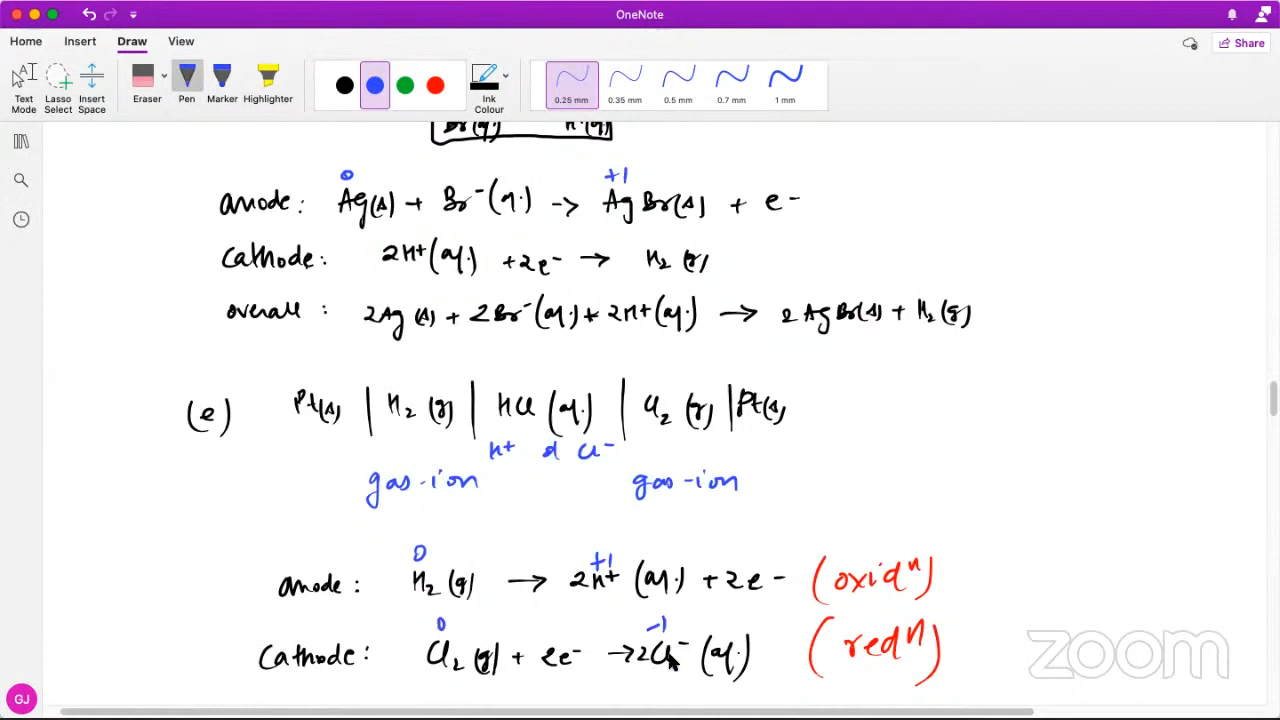 OneNote
Home Insert Draw View
Share
Text Mode
Lasso Select
Insert Space
Eraser
Pen
Marker
Highlighter
Ink Colour
0.25 mm
0.35 mm
0.5 mm
0.7 mm
1 mm
Br⁻(aq.) H⁺(aq)
0 +1
anode: Ag(s) + Br⁻(aq.) -> AgBr(s) + e⁻
Cathode: 2H⁺(aq.) + 2e⁻ → H₂(g)
overall : 2Ag(s) + 2Br⁻(aq.) + 2H⁺(aq.) → 2AgBr(s) + H₂(g)
(e) Pt(s) | H₂(g) | HCl (aq.) | Cl₂ (g) | Pt(s)
H⁺ & Cl⁻
gas-ion gas-ion
0 +1
anode: H₂(g) → 2H⁺ (aq.) + 2e⁻ (oxidⁿ)
0 -1
Cathode: Cl₂(g) + 2e⁻ → 2Cl⁻ (aq.) (redⁿ)
GJ
zoom